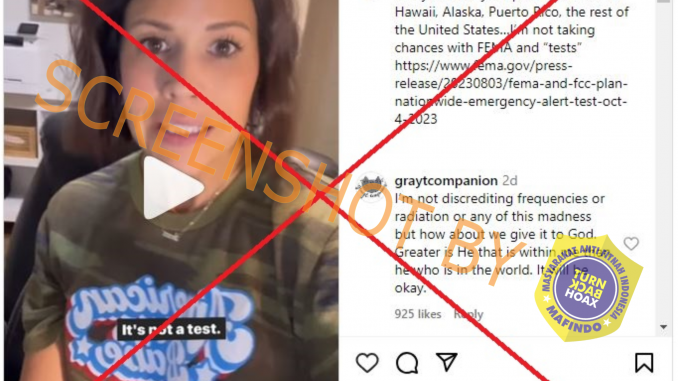 Hawaii, Alaska, Puerto Rico, the rest of
the United States...I'm not taking
chances with FEMA and "tests"
https://www.fema.gov/press-
release/20230803/fema-and-fcc-plan-
nationwide-emergency-alert-test-oct-
4-2023
graytcompanion 2d
I'm not discrediting frequencies or
radiation or any of this madness
but how about we give it to God.
Greater is He that is within
he who is in the world. It will be
okay.
925 likes Reply
American
Babe
It's not a test.
SCREENSHOT BY
MASYARAKAT ANTI FITNAH INDONESIA
TURN
BACK
HOAX
MAFINDO